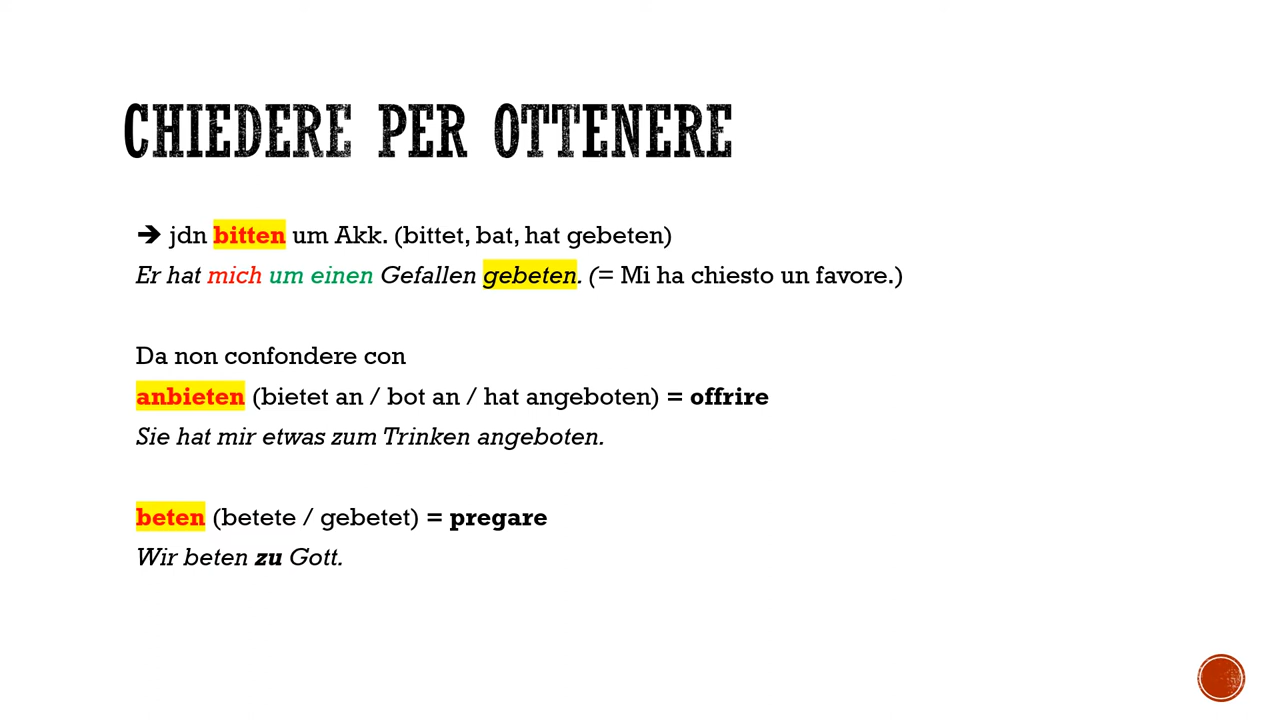 CHIEDERE PER OTTENERE
➔ jdn bitten um Akk. (bittet, bat, hat gebeten)
Er hat mich um einen Gefallen gebeten. (= Mi ha chiesto un favore.)
Da non confondere con
anbieten (bietet an / bot an / hat angeboten) = offrire
Sie hat mir etwas zum Trinken angeboten.
beten (betete / gebetet) = pregare
Wir beten zu Gott.